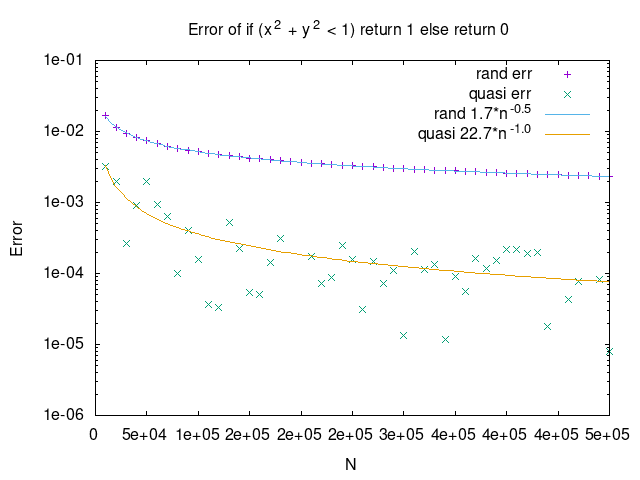 Error of if (x² + y² < 1) return 1 else return 0
1e-01
1e-02
1e-03
1e-04
1e-05
1e-06
Error
rand err
quasi err
rand 1.7*n^-0.5
quasi 22.7*n^-1.0
0 5e+04 1e+05 2e+05 2e+05 2e+05 3e+05 4e+05 4e+05 4e+05 5e+05
N